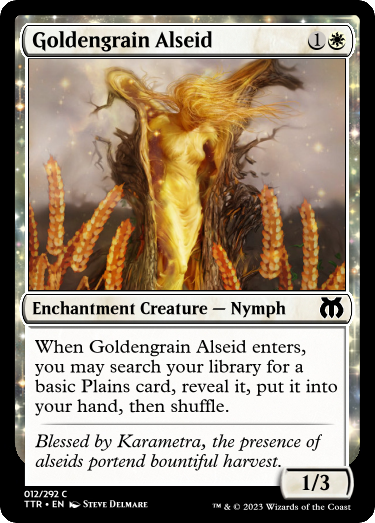 Goldengrain Alseid 1
Enchantment Creature — Nymph
When Goldengrain Alseid enters,
you may search your library for a
basic Plains card, reveal it, put it into
your hand, then shuffle.
Blessed by Karametra, the presence of
alseids portend bountiful harvest.
1/3
012/292 C
TTR • EN Steve Delmare
™ & © 2023 Wizards of the Coast